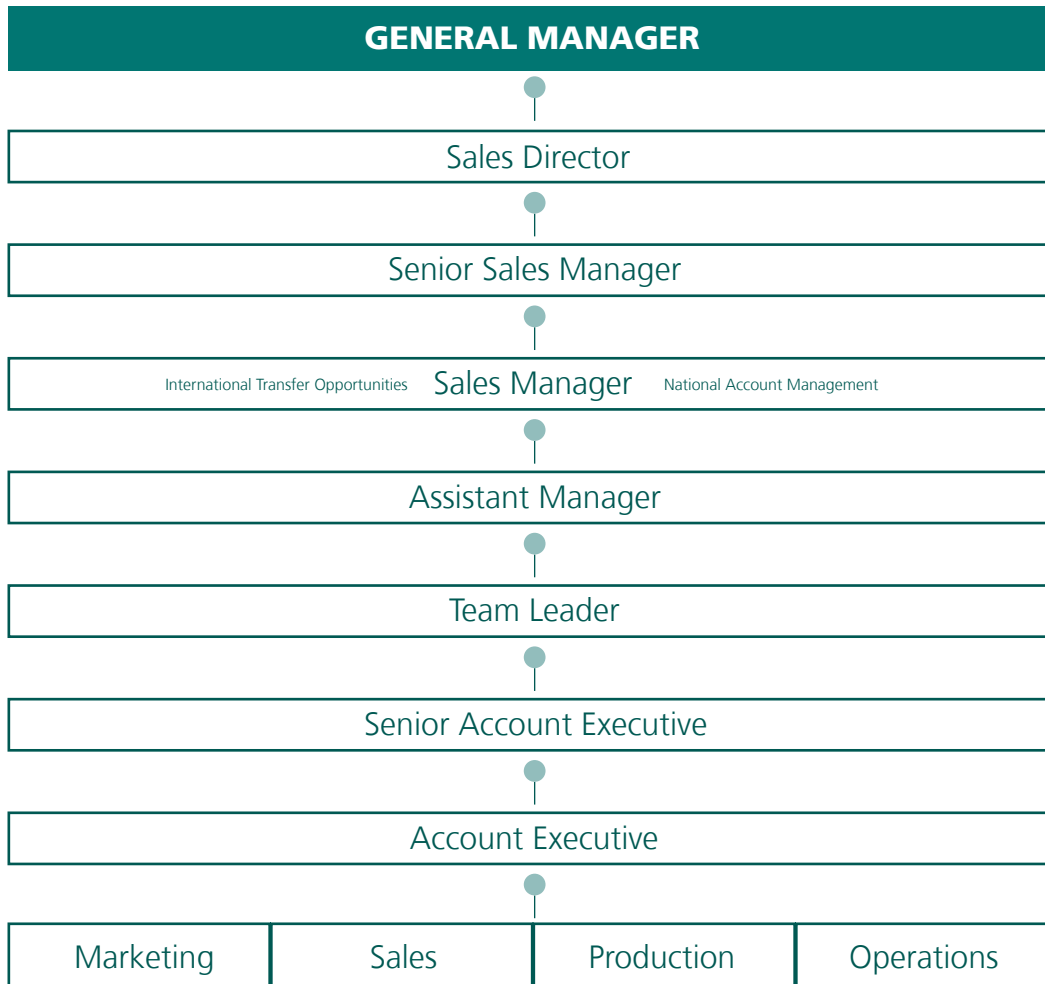 GENERAL MANAGER
Sales Director
Senior Sales Manager
International Transfer Opportunities Sales Manager National Account Management
Assistant Manager
Team Leader
Senior Account Executive
Account Executive
Marketing Sales Production Operations